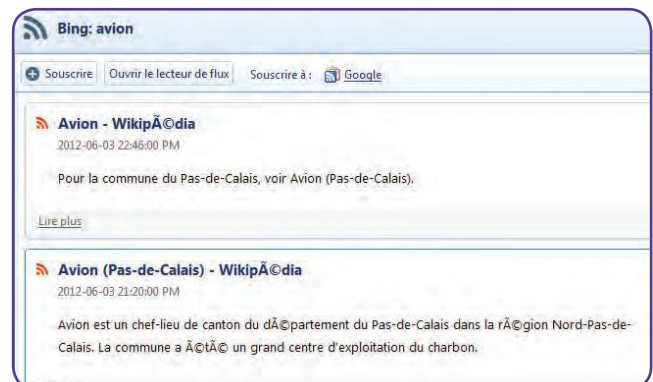 Bing: avion
Souscrire Ouvrir le lecteur de flux Souscrire à : Google
Avion - WikipÃ©dia
2012-06-03 22:46:00 PM
Pour la commune du Pas-de-Calais, voir Avion (Pas-de-Calais).
Lire plus
Avion (Pas-de-Calais) - WikipÃ©dia
2012-06-03 21:20:00 PM
Avion est un chef-lieu de canton du dÃ©partement du Pas-de-Calais dans la rÃ©gion Nord-Pas-de-
Calais. La commune a Ã©tÃ© un grand centre d'exploitation du charbon.